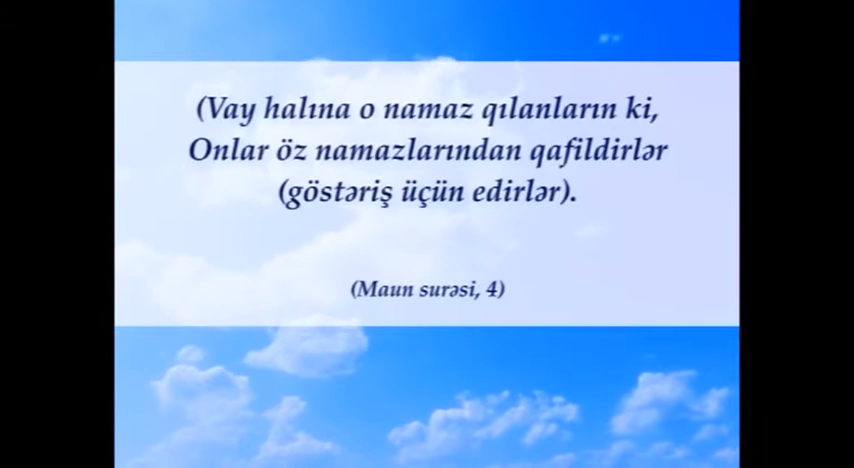 (Vay halına o namaz qılanların ki,
Onlar öz namazlarından qafildirlər
(göstəriş üçün edirlər).
(Maun surəsi, 4)